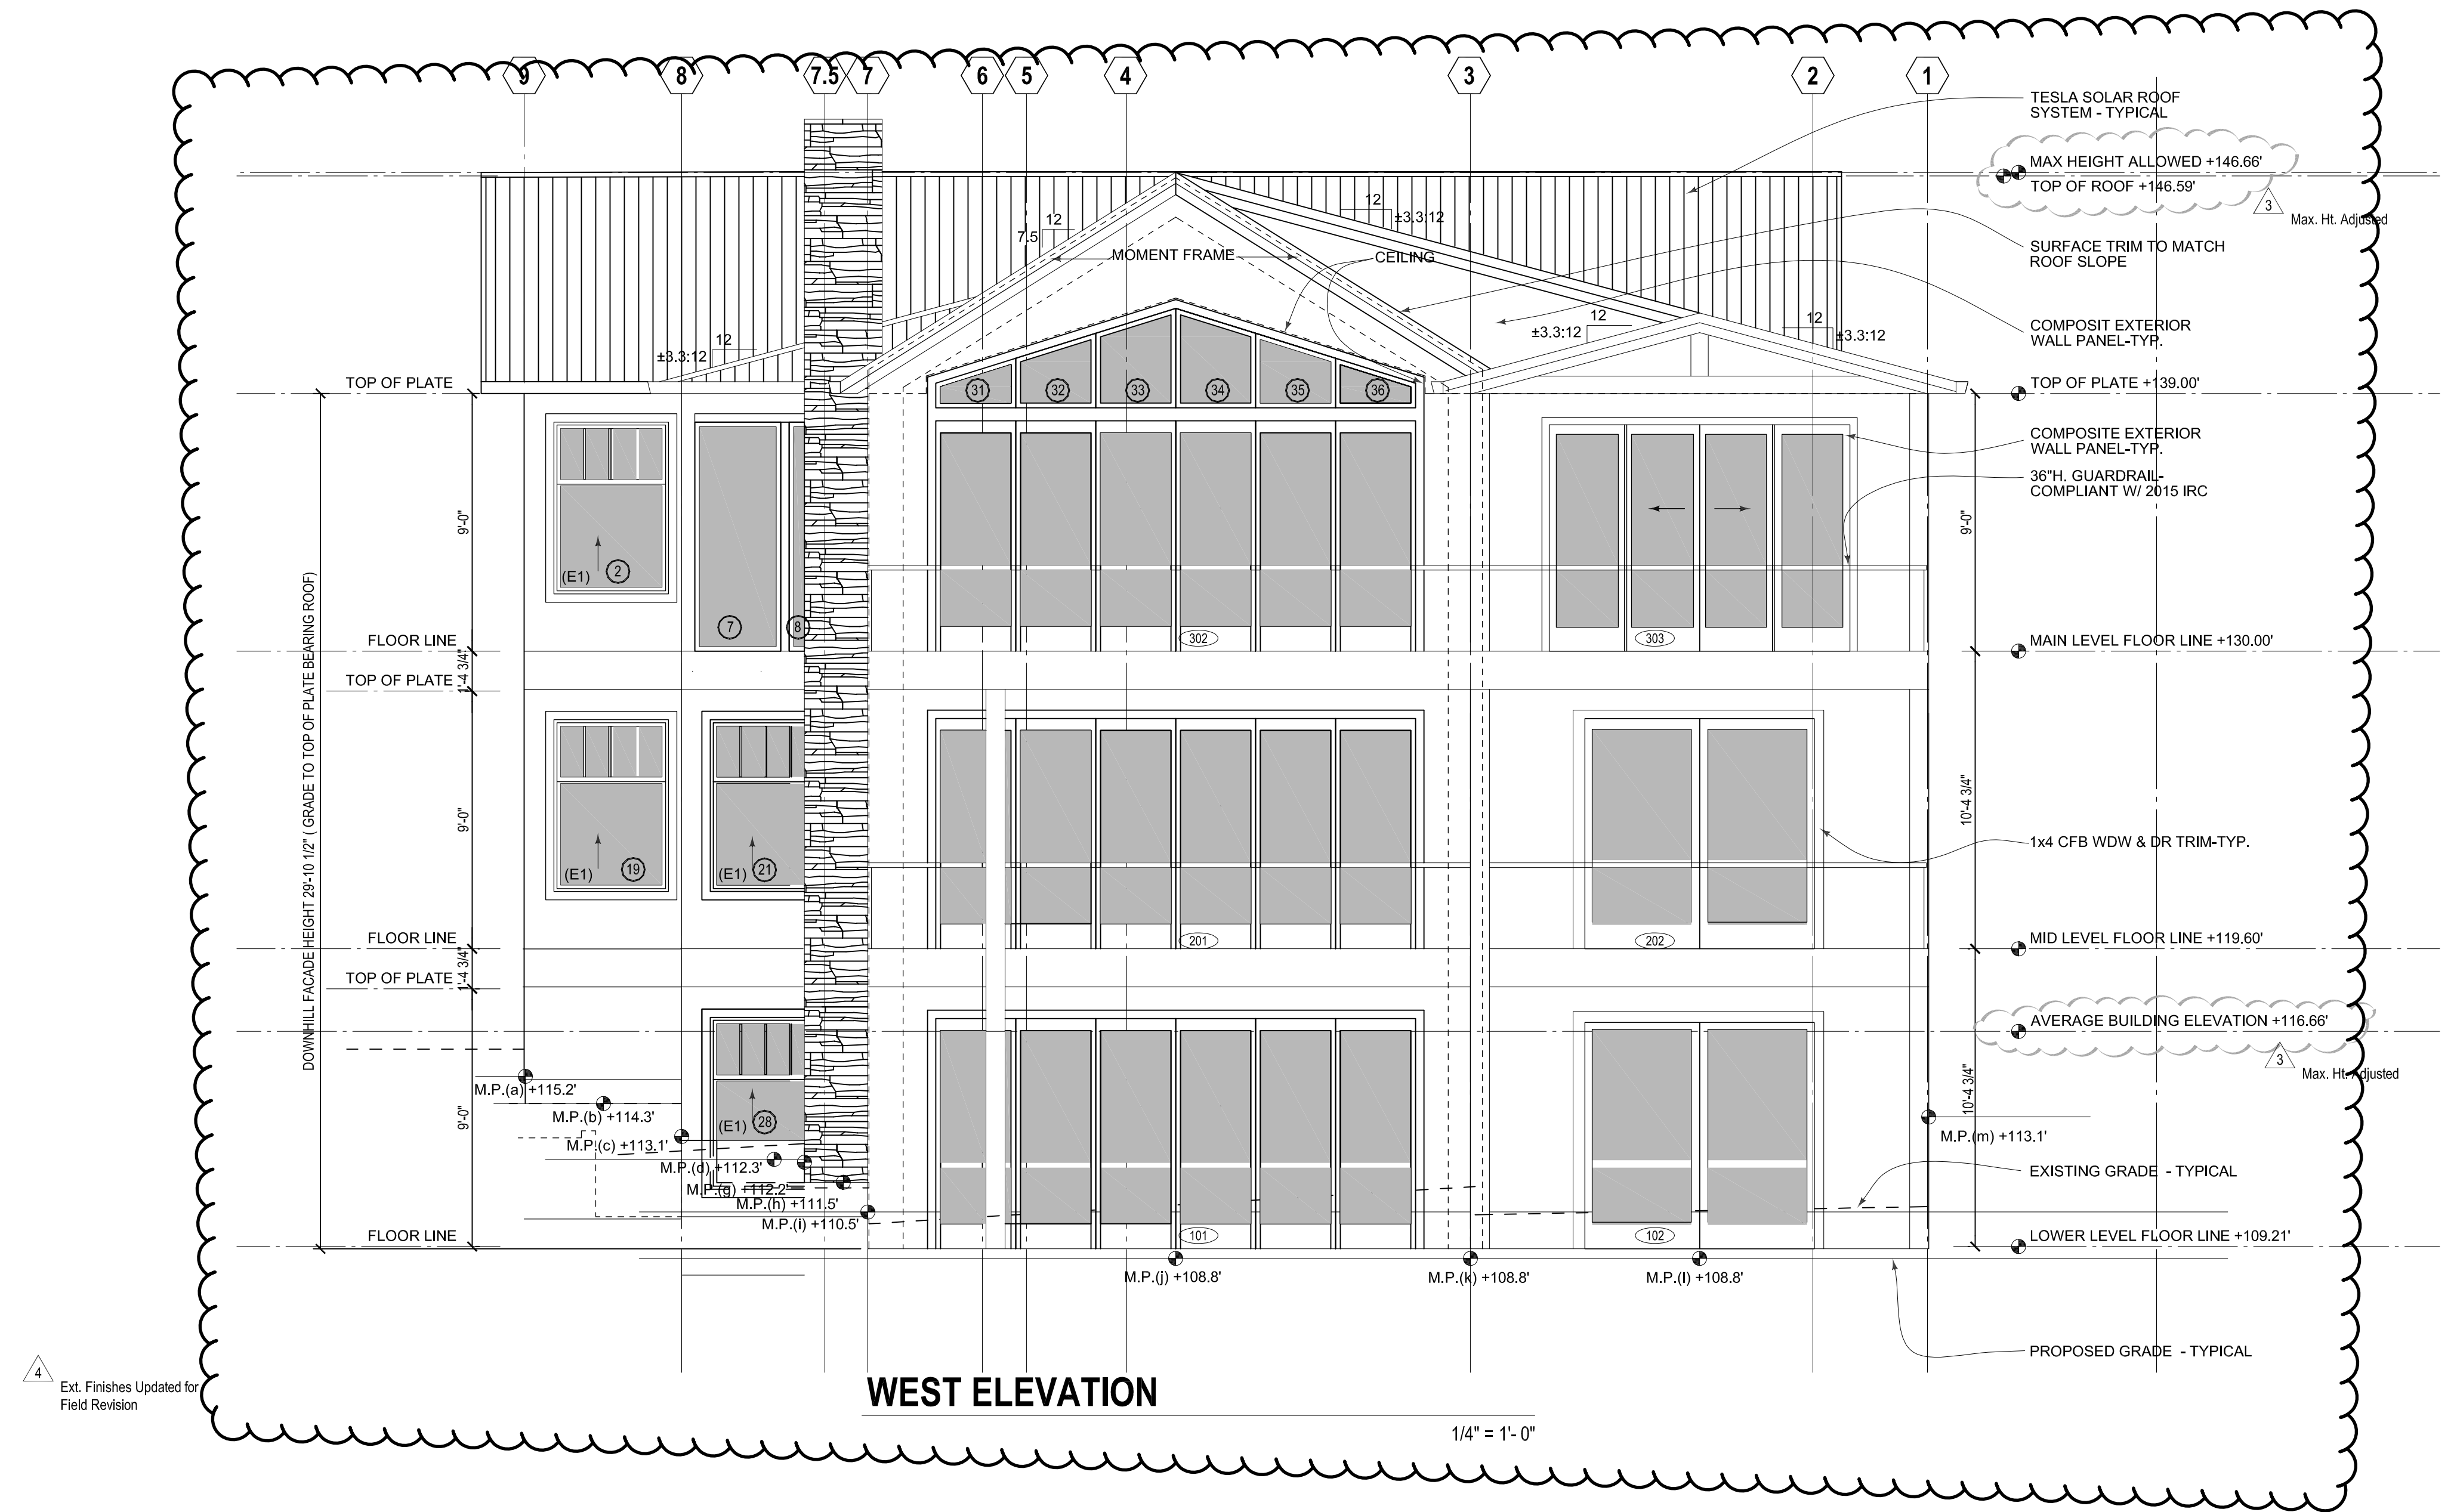 9
8
7.5
7
6
5
4
3
2
1
TESLA SOLAR ROOF
SYSTEM - TYPICAL
MAX HEIGHT ALLOWED +146.66'
TOP OF ROOF +146.59'
3
Max. Ht. Adjusted
SURFACE TRIM TO MATCH
ROOF SLOPE
COMPOSIT EXTERIOR
WALL PANEL-TYP.
TOP OF PLATE +139.00'
COMPOSITE EXTERIOR
WALL PANEL-TYP.
36"H. GUARDRAIL-
COMPLIANT W/ 2015 IRC
MAIN LEVEL FLOOR LINE +130.00'
1x4 CFB WDW & DR TRIM-TYP.
MID LEVEL FLOOR LINE +119.60'
AVERAGE BUILDING ELEVATION +116.66'
3
Max. Ht. Adjusted
M.P.(m) +113.1'
EXISTING GRADE - TYPICAL
LOWER LEVEL FLOOR LINE +109.21'
PROPOSED GRADE - TYPICAL
12
±3.3:12
12
7.5
MOMENT FRAME
CEILING
12
±3.3:12
12
±3.3:12
12
±3.3:12
31
32
33
34
35
36
TOP OF PLATE
9'-0"
(E1)
2
7
8
302
303
9'-0"
FLOOR LINE
1'-4 3/4"
TOP OF PLATE
DOWNHILL FACADE HEIGHT 29'-10 1/2" ( GRADE TO TOP OF PLATE BEARING ROOF)
9'-0"
(E1)
19
(E1)
21
201
202
10'-4 3/4"
FLOOR LINE
1'-4 3/4"
TOP OF PLATE
9'-0"
(E1)
28
101
102
10'-4 3/4"
M.P.(a) +115.2'
M.P.(b) +114.3'
M.P.(c) +113.1'
M.P.(d) +112.3'
M.P.(g) +112.2'
M.P.(h) +111.5'
M.P.(i) +110.5'
FLOOR LINE
M.P.(j) +108.8'
M.P.(k) +108.8'
M.P.(l) +108.8'
4
Ext. Finishes Updated for
Field Revision
WEST ELEVATION
1/4" = 1'- 0"